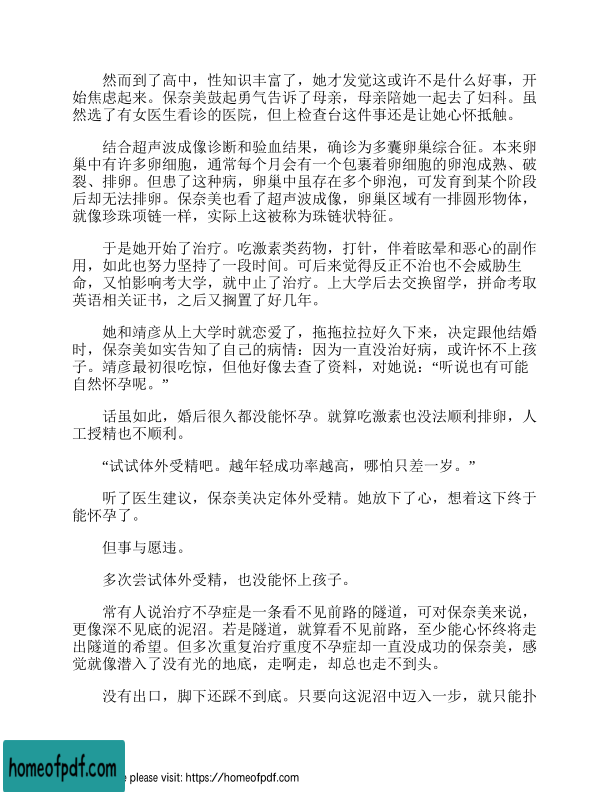 然而到了高中，性知识丰富了，她才发觉这或许不是什么好事，开
始焦虑起来。保奈美鼓起勇气告诉了母亲，母亲陪她一起去了妇科。虽
然选了有女医生看诊的医院，但上检查台这件事还是让她心怀抵触。
结合超声波成像诊断和验血结果，确诊为多囊卵巢综合征。本来卵
巢中有许多卵细胞，通常每个月会有一个包裹着卵细胞的卵泡成熟、破
裂、排卵。但患了这种病，卵巢中虽存在多个卵泡，可发育到某个阶段
后却无法排卵。保奈美也看了超声波成像，卵巢区域有一排圆形物体，
就像珍珠项链一样，实际上这被称为珠链状特征。
于是她开始了治疗。吃激素类药物，打针，伴着眩晕和恶心的副作
用，如此也努力坚持了一段时间。可后来觉得反正不治也不会威胁生
命，又怕影响考大学，就中止了治疗。上大学后去交换留学，拼命考取
英语相关证书，之后又搁置了好几年。
她和靖彦从上大学时就恋爱了，拖拖拉拉好久下来，决定跟他结婚
时，保奈美如实告知了自己的病情：因为一直没治好病，或许怀不上孩
子。靖彦最初很吃惊，但他好像去查了资料，对她说：“听说也有可能
自然怀孕呢。”
话虽如此，婚后很久都没能怀孕。就算吃激素也没法顺利排卵，人
工授精也不顺利。
“试试体外受精吧。越年轻成功率越高，哪怕只差一岁。”
听了医生建议，保奈美决定体外受精。她放下了心，想着这下终于
能怀孕了。
但事与愿违。
多次尝试体外受精，也没能怀上孩子。
常有人说治疗不孕症是一条看不见前路的隧道，可对保奈美来说，
更像深不见底的泥沼。若是隧道，就算看不见前路，至少能心怀终将走
出隧道的希望。但多次重复治疗重度不孕症却一直没成功的保奈美，感
觉就像潜入了没有光的地底，走啊走，却总也走不到头。
没有出口，脚下还踩不到底。只要向这泥沼中迈入一步，就只能扑
homeofpdf.com
e please visit: https://homeofpdf.com